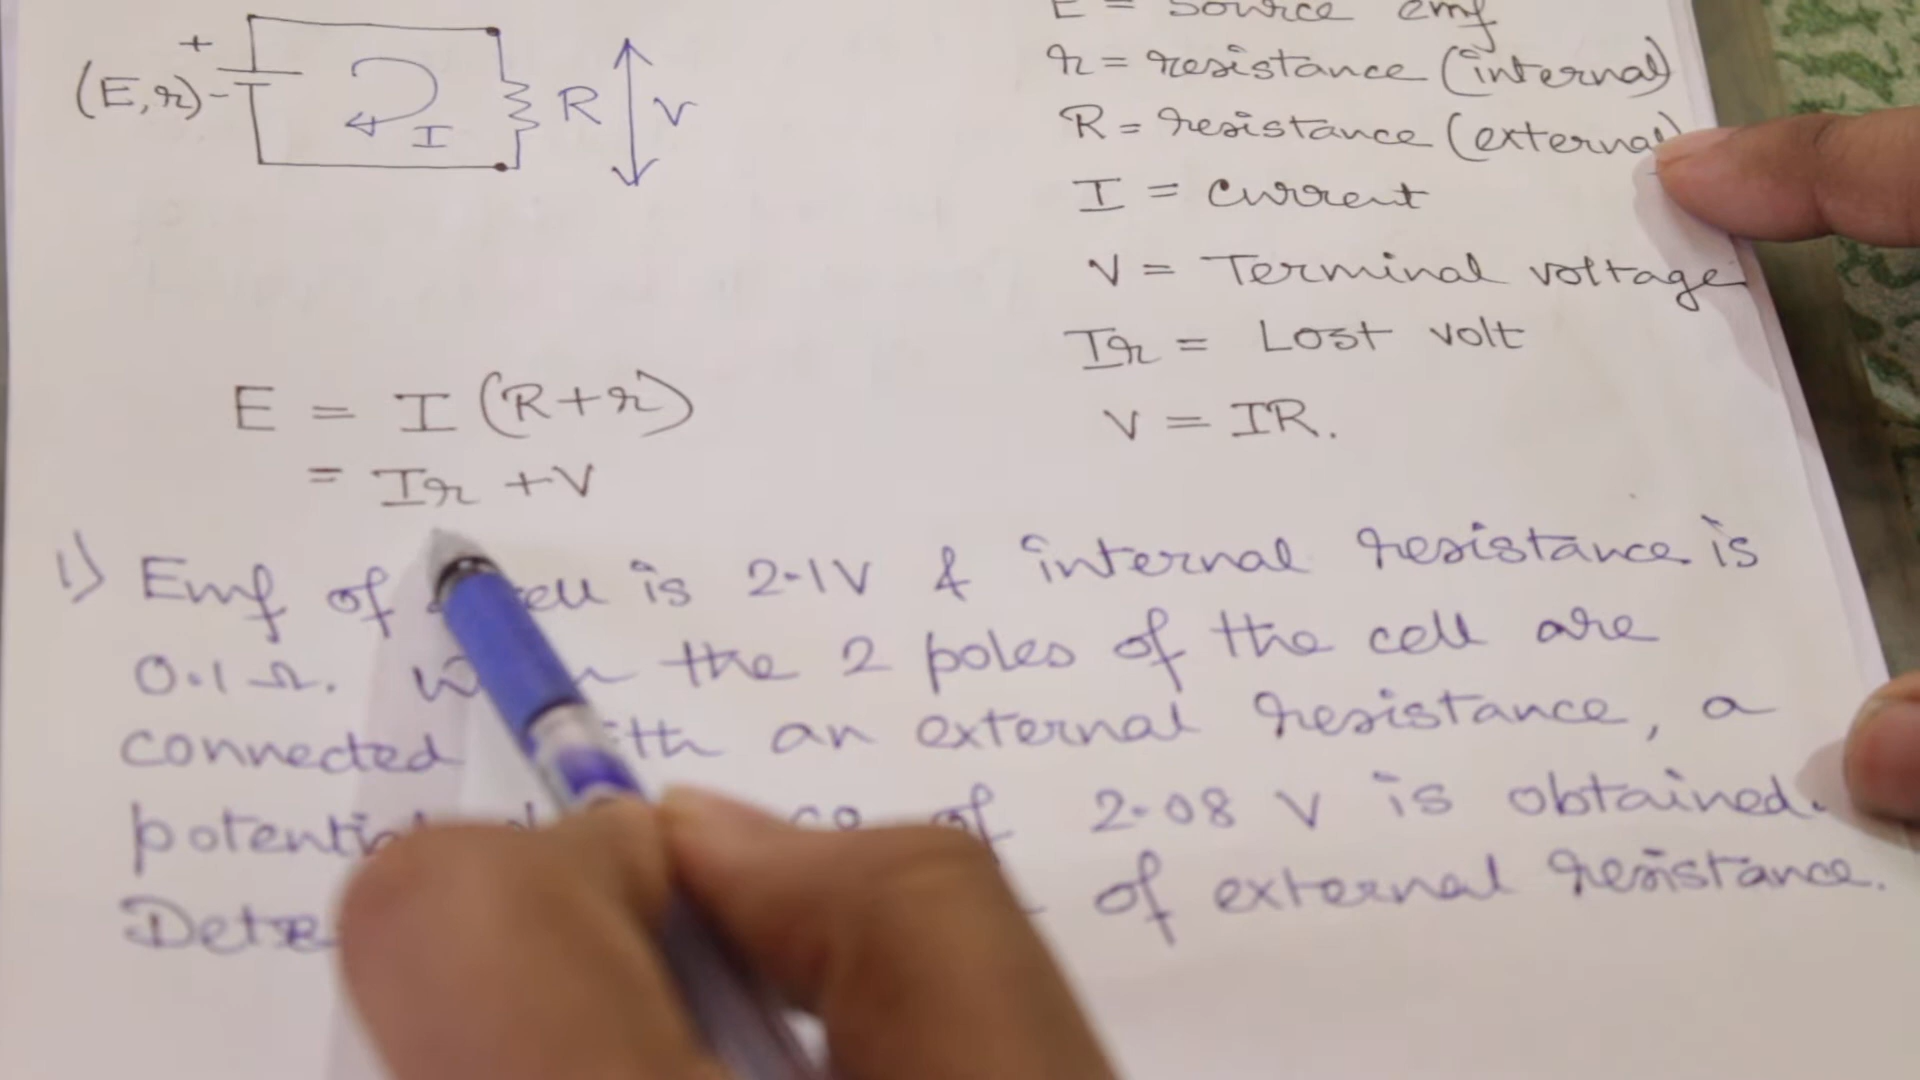 E = Source emf
r = resistance (internal)
R = resistance (external)
I = Current
V = Terminal voltage
Ir = Lost volt
V = IR.
+
(E, r) -
I
R
V
E = I (R+r)
= Ir + V
1) Emf of cell is 2.1V & internal resistance is
0.1 Ω. the 2 poles of the cell are
connected an external resistance, a
of 2.08 V is obtained.
of external resistance.